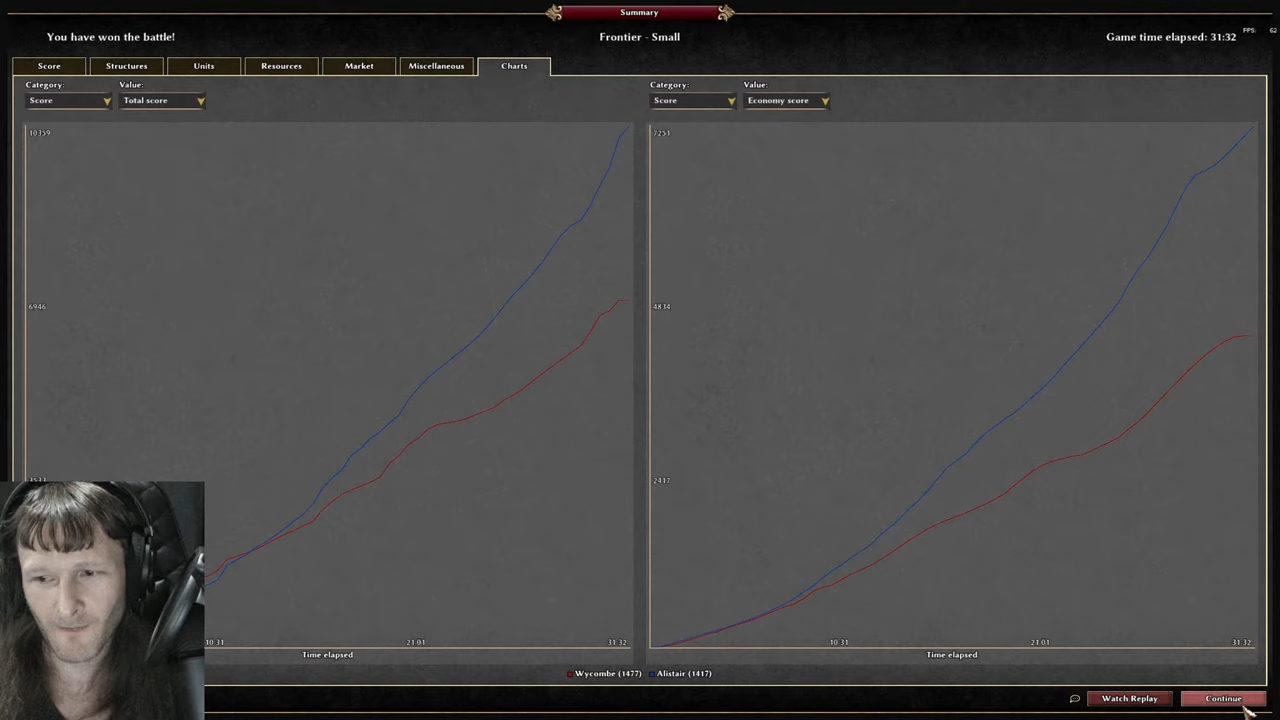 Summary
You have won the battle!
Frontier - Small
Game time elapsed: 31:32
FPS: 62
Score
Structures
Units
Resources
Market
Miscellaneous
Charts
Category:
Value:
Score
Total score
Category:
Value:
Score
Economy score
10359
6946
10:31
21:01
31:32
Time elapsed
7251
4834
2417
10:31
21:01
31:32
Time elapsed
Wycombe (1477)
Alistair (1417)
Watch Replay
Continue